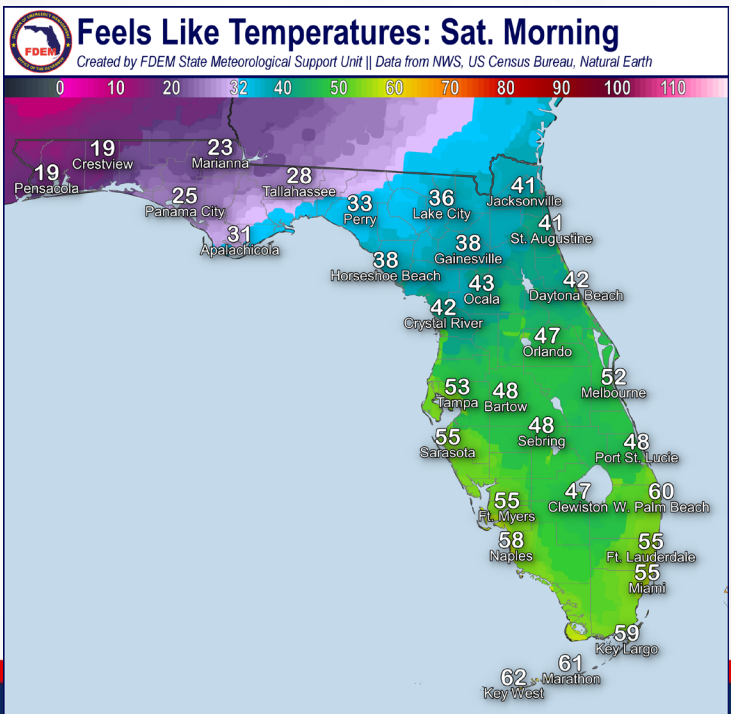 Feels Like Temperatures: Sat. Morning
Created by FDEM State Meteorological Support Unit || Data from NWS, US Census Bureau, Natural Earth
FDEM
0 10 20 32 40 50 60 70 80 90 100 110
19
Crestview
23
Marianna
19
Pensacola
28
Tallahassee
25
Panama City
33
Perry
36
Lake City
41
Jacksonville
31
Apalachicola
41
St. Augustine
38
Gainesville
38
Horseshoe Beach
43
Ocala
42
Daytona Beach
42
Crystal River
47
Orlando
53
Tampa
48
Bartow
52
Melbourne
48
Sebring
55
Sarasota
48
Port St. Lucie
55
Ft. Myers
47
Clewiston
60
W. Palm Beach
58
Naples
55
Ft. Lauderdale
55
Miami
59
Key Largo
61
Marathon
62
Key West